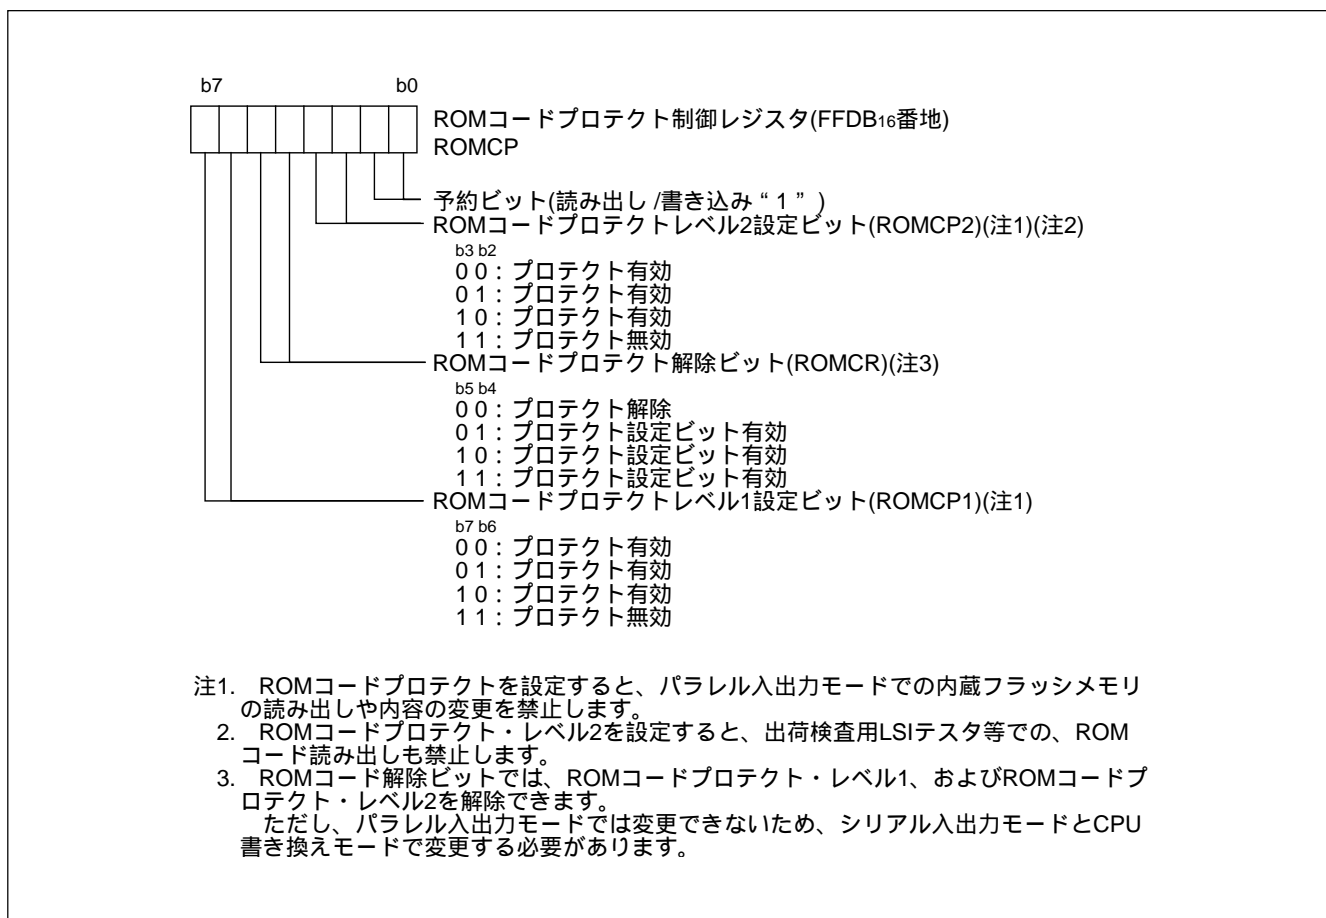 b7 b0
ROMコードプロテクト制御レジスタ(FFDB16番地)
ROMCP
予約ビット(読み出し /書き込み“ 1 ” )
ROMコードプロテクトレベル2設定ビット(ROMCP2)(注1)(注2)
b3 b2
0 0 : プロテクト有効
0 1 : プロテクト有効
1 0 : プロテクト有効
1 1 : プロテクト無効
ROMコードプロテクト解除ビット(ROMCR)(注3)
b5 b4
0 0 : プロテクト解除
0 1 : プロテクト設定ビット有効
1 0 : プロテクト設定ビット有効
1 1 : プロテクト設定ビット有効
ROMコードプロテクトレベル1設定ビット(ROMCP1)(注1)
b7 b6
0 0 : プロテクト有効
0 1 : プロテクト有効
1 0 : プロテクト有効
1 1 : プロテクト無効
注1. ROMコードプロテクトを設定すると、パラレル入出力モードでの内蔵フラッシメモリ
の読み出しや内容の変更を禁止します。
2. ROMコードプロテクト・レベル2を設定すると、出荷検査用LSIテスタ等での、ROM
コード読み出しも禁止します。
3. ROMコード解除ビットでは、ROMコードプロテクト・レベル1、およびROMコードプ
ロテクト・レベル2を解除できます。
ただし、パラレル入出力モードでは変更できないため、シリアル入出力モードとCPU
書き換えモードで変更する必要があります。